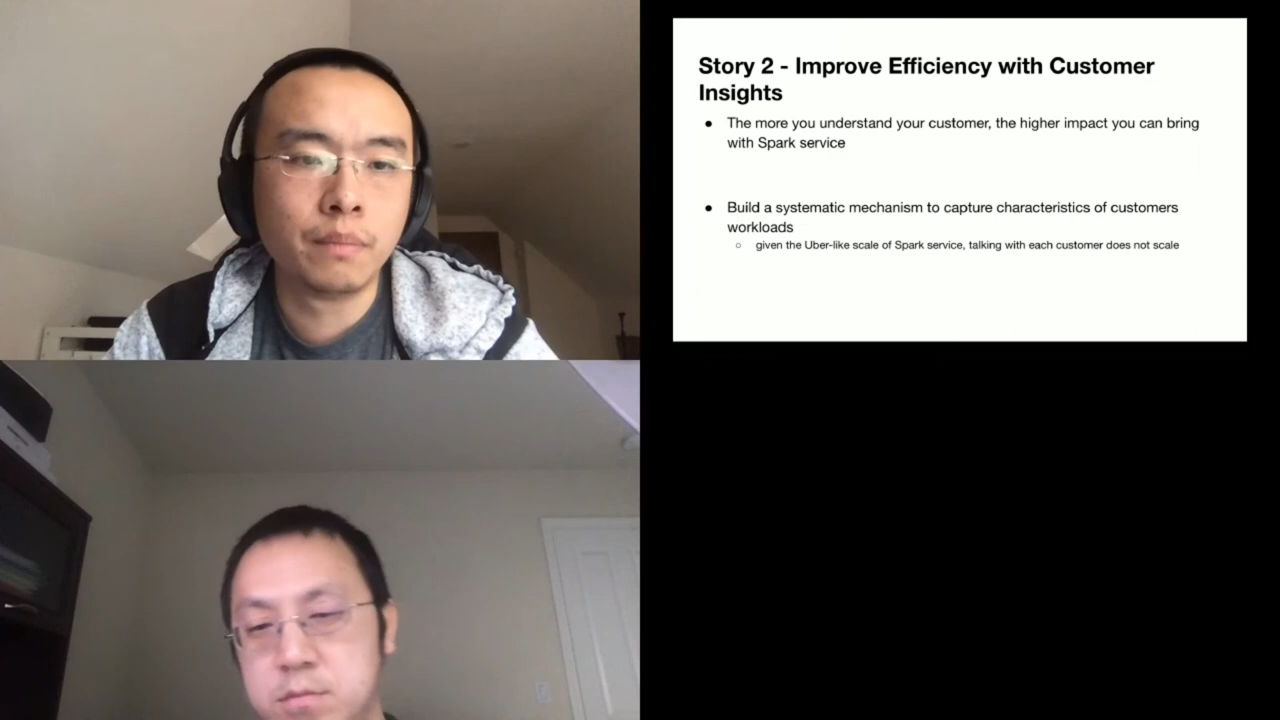 Story 2 - Improve Efficiency with Customer
Insights
● The more you understand your customer, the higher impact you can bring
with Spark service
● Build a systematic mechanism to capture characteristics of customers
workloads
○ given the Uber-like scale of Spark service, talking with each customer does not scale